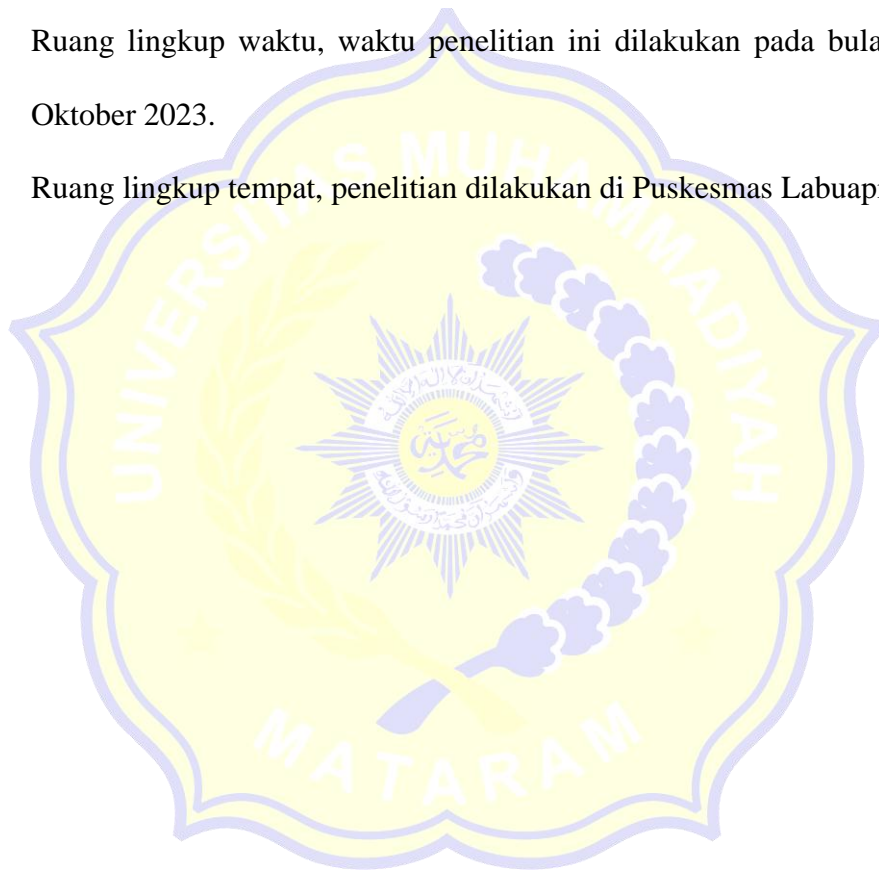 Ruang lingkup waktu, waktu penelitian ini dilakukan pada bula
Oktober 2023.
Ruang lingkup tempat, penelitian dilakukan di Puskesmas Labuapi
UNIVERSITAS MUHAMMADIYAH
MATARAM